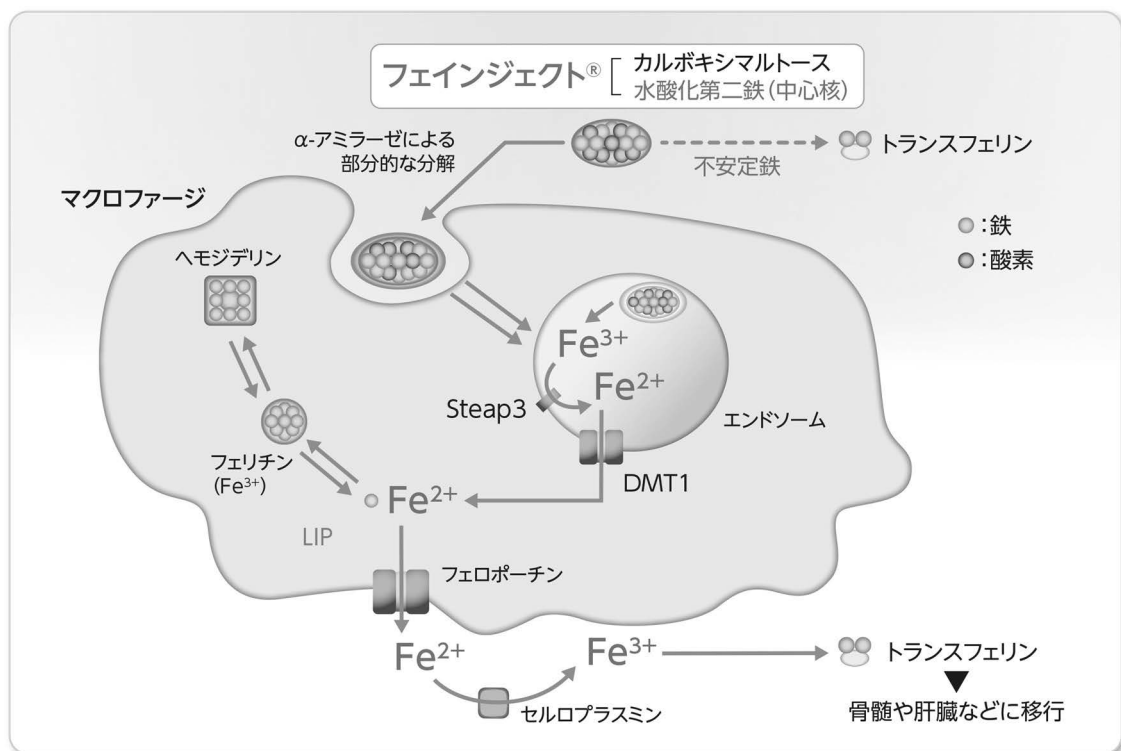 フェインジェクト®
カルボキシマルトース
水酸化第二鉄(中心核)
α-アミラーゼによる
部分的な分解
不安定鉄
トランスフェリン
マクロファージ
:鉄
:酸素
ヘモジデリン
Fe³⁺
Fe²⁺
Steap3
エンドソーム
DMT1
フェリチン
(Fe³⁺)
Fe²⁺
LIP
フェロポーチン
Fe²⁺
Fe³⁺
セルロプラスミン
トランスフェリン
骨髄や肝臓などに移行